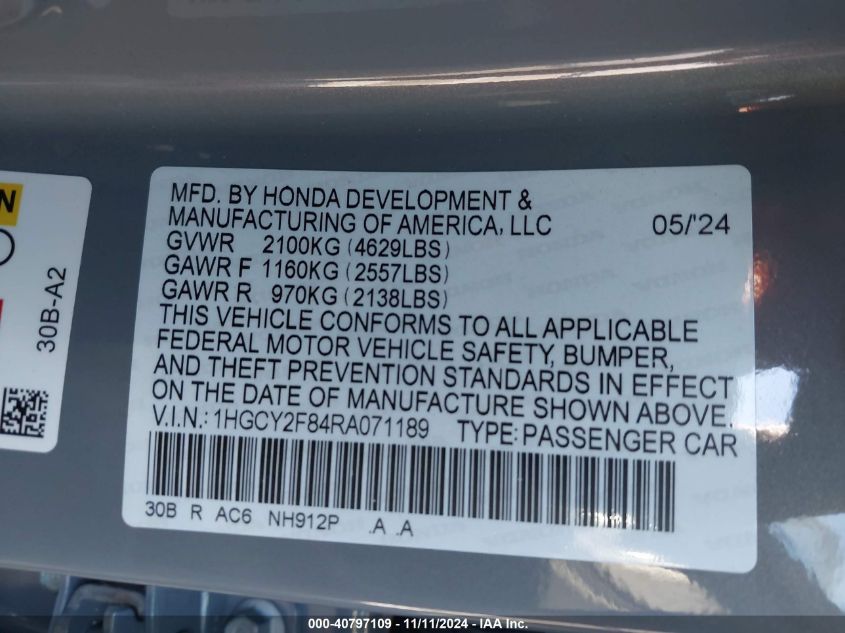 MFD. BY HONDA DEVELOPMENT &
MANUFACTURING OF AMERICA, LLC 05/'24
GVWR 2100KG (4629LBS)
GAWR F 1160KG (2557LBS)
GAWR R 970KG (2138LBS)
THIS VEHICLE CONFORMS TO ALL APPLICABLE
FEDERAL MOTOR VEHICLE SAFETY, BUMPER,
AND THEFT PREVENTION STANDARDS IN EFFECT
ON THE DATE OF MANUFACTURE SHOWN ABOVE.
V.I.N.: 1HGCY2F84RA071189 TYPE: PASSENGER CAR
30B R AC6 NH912P .A .A
N
30B-A2
000-40797109 - 11/11/2024 - IAA Inc.